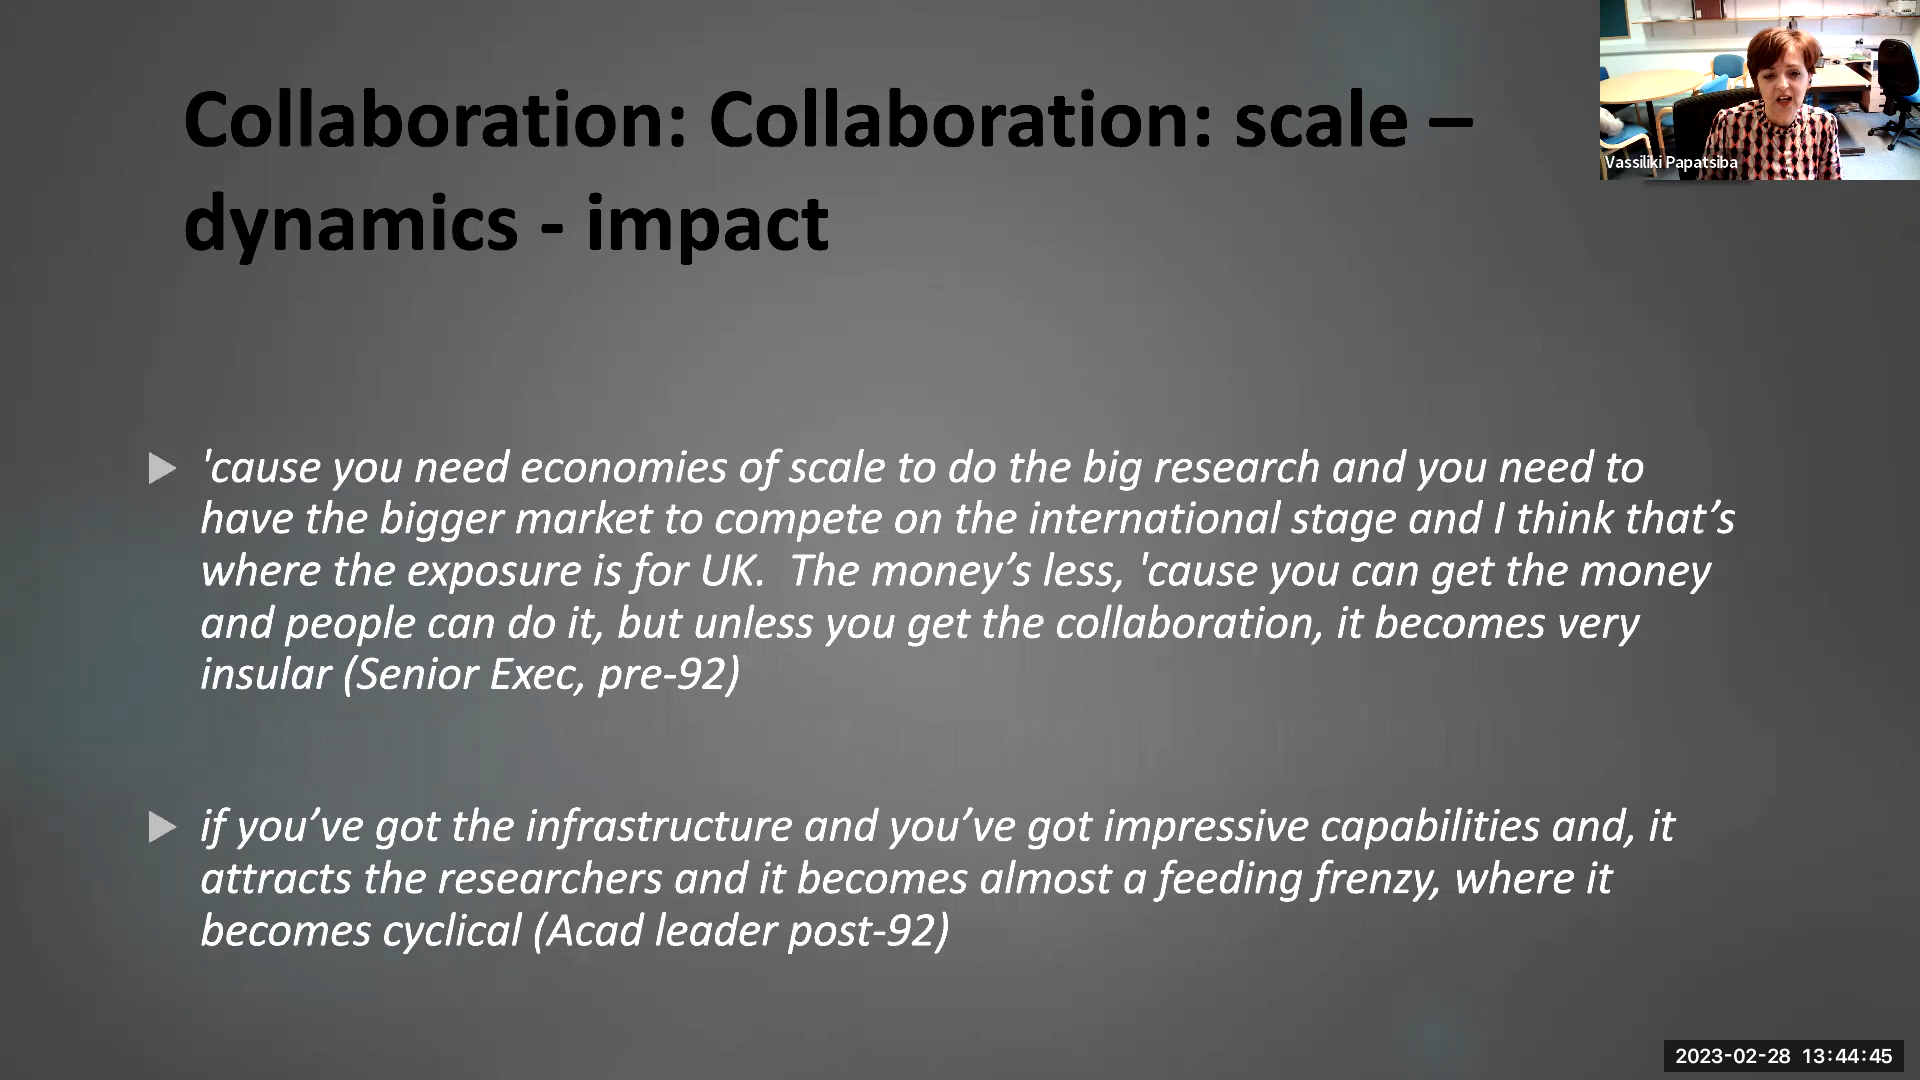 Collaboration: Collaboration: scale –
dynamics - impact
Vassiliki Papatsiba
'cause you need economies of scale to do the big research and you need to
have the bigger market to compete on the international stage and I think that’s
where the exposure is for UK.  The money’s less, 'cause you can get the money
and people can do it, but unless you get the collaboration, it becomes very
insular (Senior Exec, pre-92)
if you’ve got the infrastructure and you’ve got impressive capabilities and, it
attracts the researchers and it becomes almost a feeding frenzy, where it
becomes cyclical (Acad leader post-92)
2023-02-28 13:44:45